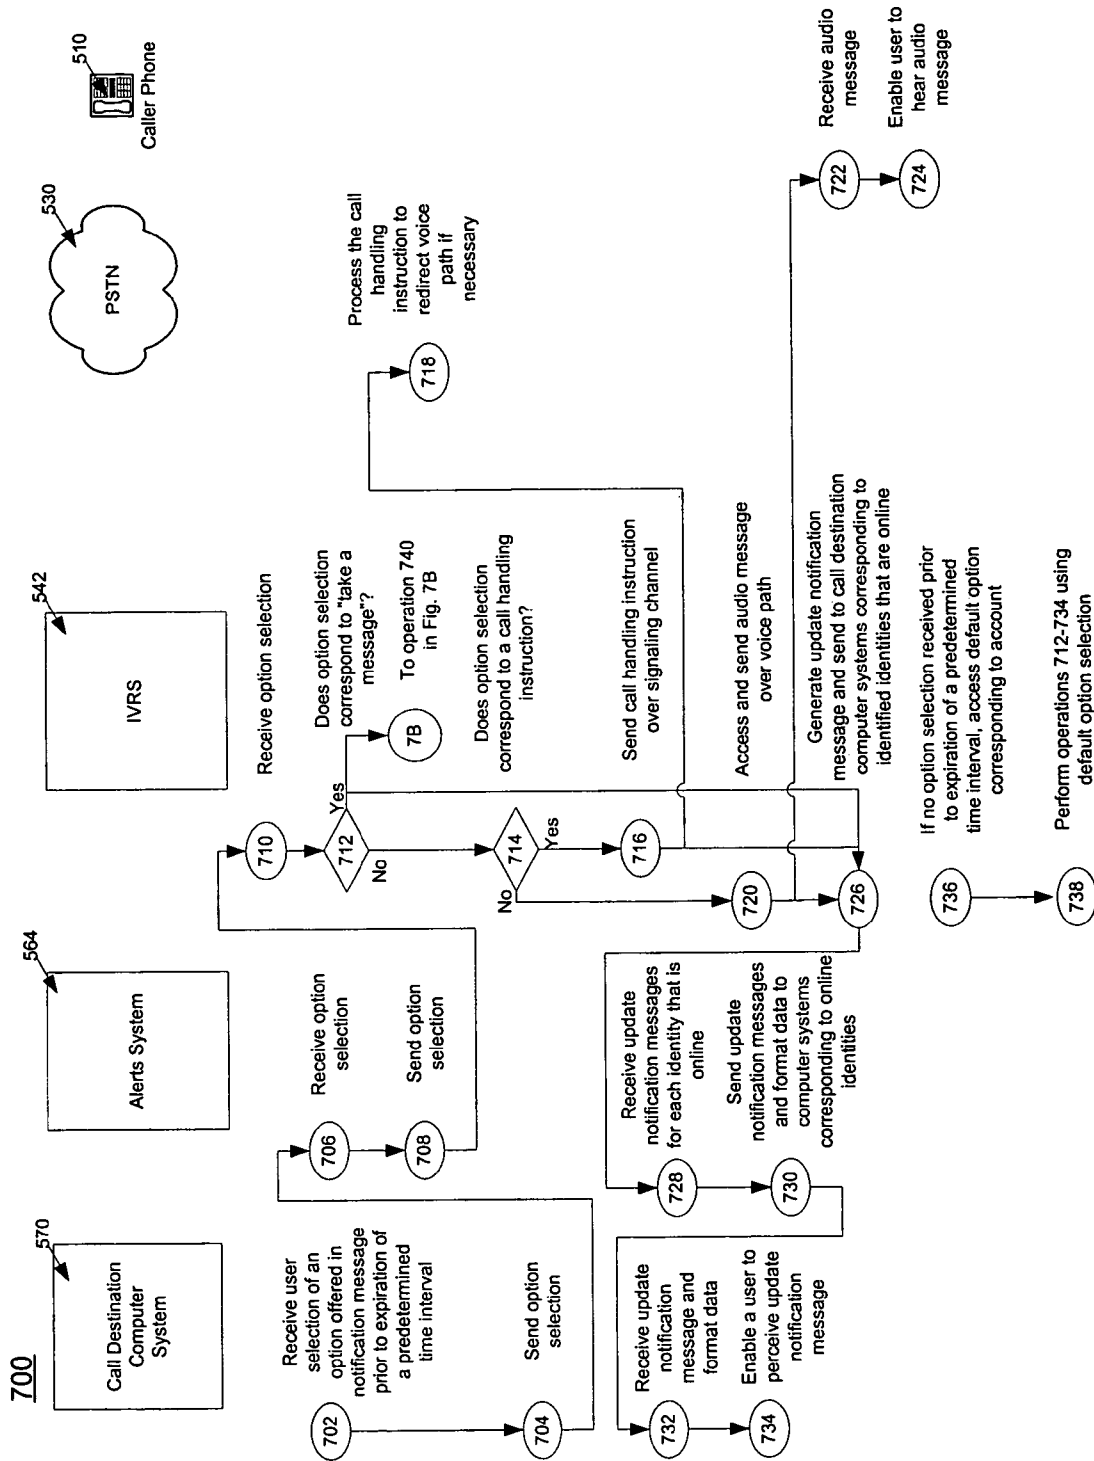 700
570
Call Destination
Computer
System
564
Alerts System
542
IVRS
530
PSTN
510
Caller Phone
702
Receive user
selection of an
option offered in
notification message
prior to expiration of
a predetermined
time interval
704
Send option
selection
706
Receive option
selection
708
Send option
selection
710
Receive option selection
712
Does option selection
correspond to "take a
message"?
Yes
No
7B
To operation 740
in Fig. 7B
714
Does option selection
correspond to a call handling
instruction?
No
Yes
716
Send call handling instruction
over signaling channel
718
Process the call
handling
instruction to
redirect voice
path if
necessary
720
Access and send audio message
over voice path
722
Receive audio
message
724
Enable user to
hear audio
message
726
Generate update notification
message and send to call destination
computer systems corresponding to
identified identities that are online
728
Receive update
notification messages
for each identity that is
online
730
Send update
notification messages
and format data to
computer systems
corresponding to online
identities
732
Receive update
notification
message and
format data
734
Enable a user to
perceive update
notification
message
736
If no option selection received prior
to expiration of a predetermined
time interval, access default option
corresponding to account
738
Perform operations 712-734 using
default option selection